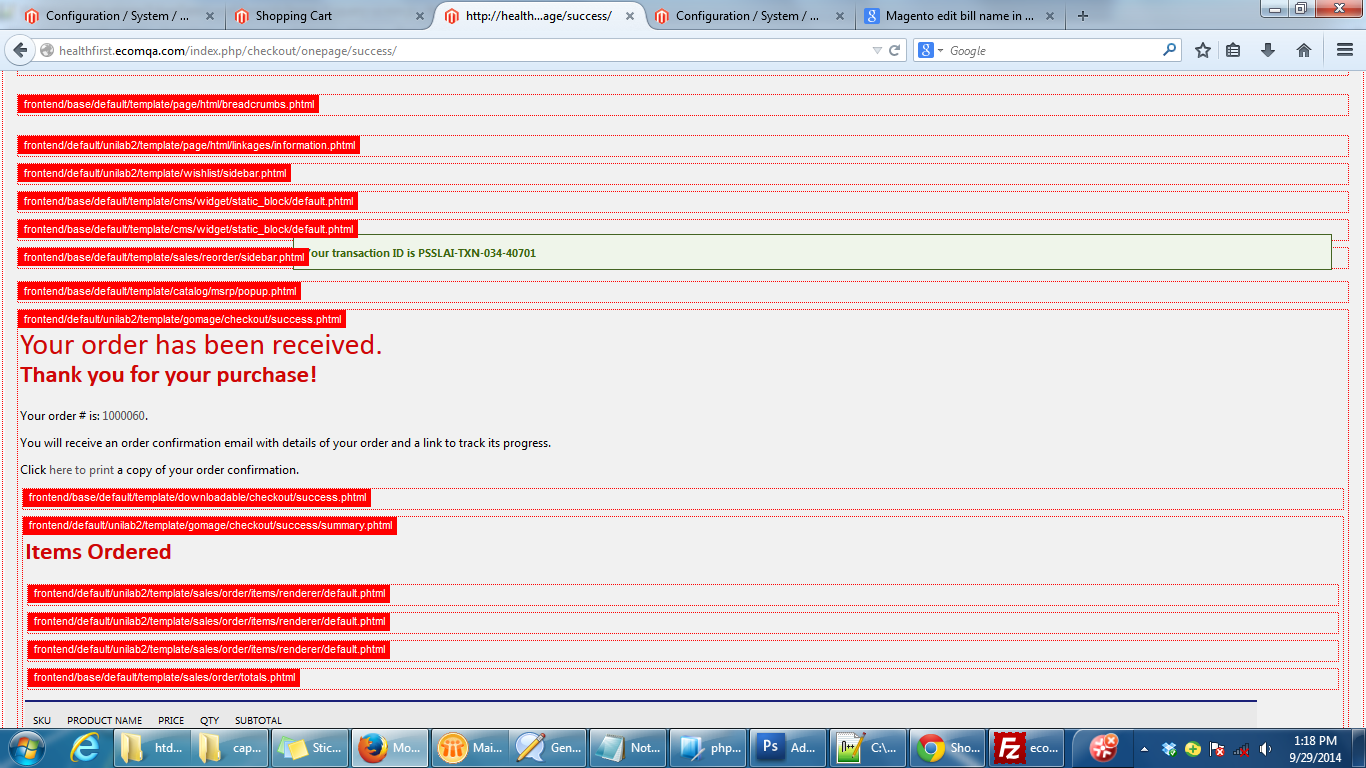 Configuration / System / ...
Shopping Cart
http://health...age/success/
Configuration / System / ...
Magento edit bill name in ...
healthfirst.ecomqa.com/index.php/checkout/onepage/success/
Google
frontend/base/default/template/page/html/breadcrumbs.phtml
frontend/default/unilab2/template/page/html/linkages/information.phtml
frontend/default/unilab2/template/wishlist/sidebar.phtml
frontend/base/default/template/cms/widget/static_block/default.phtml
frontend/base/default/template/cms/widget/static_block/default.phtml
frontend/base/default/template/sales/reorder/sidebar.phtml
our transaction ID is PSSLAI-TXN-034-40701
frontend/base/default/template/catalog/msrp/popup.phtml
frontend/default/unilab2/template/gomage/checkout/success.phtml
Your order has been received.
Thank you for your purchase!
Your order # is: 1000060.
You will receive an order confirmation email with details of your order and a link to track its progress.
Click here to print a copy of your order confirmation.
frontend/base/default/template/downloadable/checkout/success.phtml
frontend/default/unilab2/template/gomage/checkout/success/summary.phtml
Items Ordered
frontend/default/unilab2/template/sales/order/items/renderer/default.phtml
frontend/default/unilab2/template/sales/order/items/renderer/default.phtml
frontend/default/unilab2/template/sales/order/items/renderer/default.phtml
frontend/base/default/template/sales/order/totals.phtml
SKU PRODUCT NAME PRICE QTY SUBTOTAL
htd... cap... Stic... Mo... Mai... Gen... Not... php... Ad... C:\... Sho... eco...
1:18 PM
9/29/2014